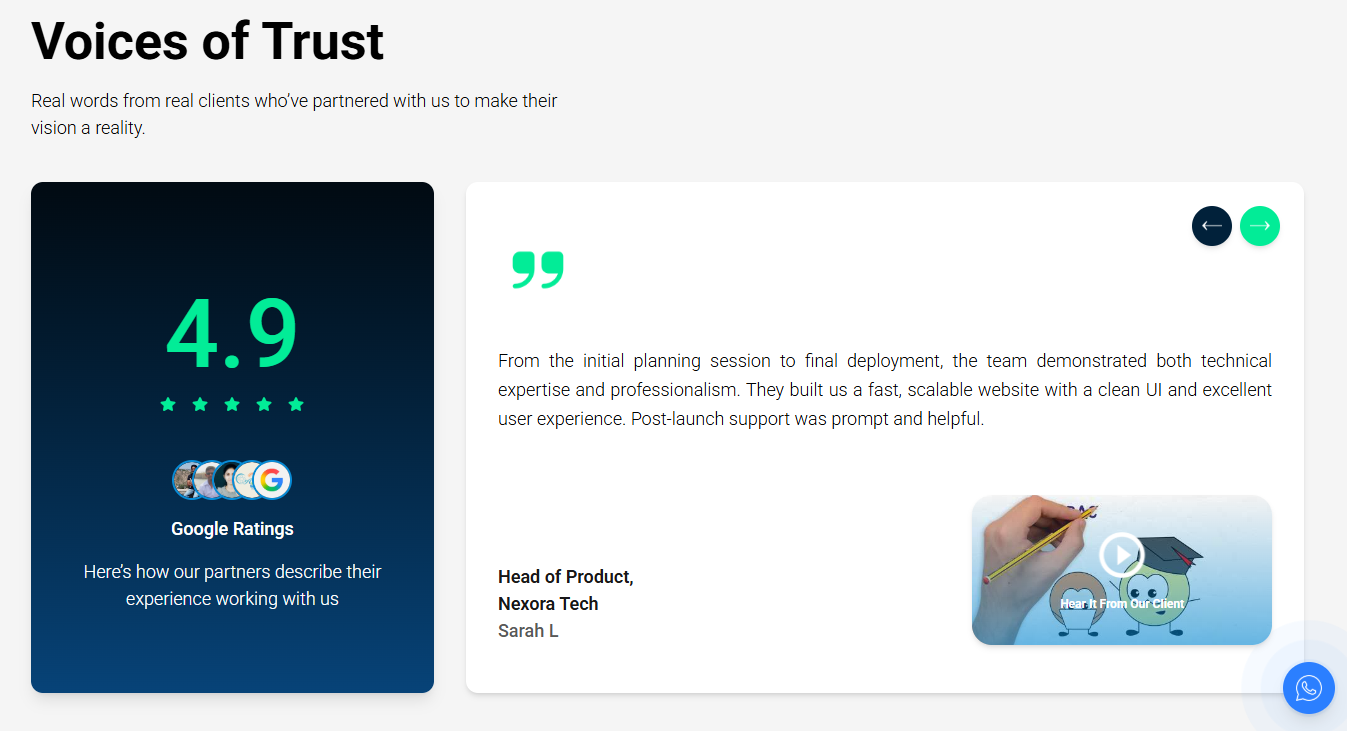 Voices of Trust
Real words from real clients who’ve partnered with us to make their
vision a reality.
4.9
Google Ratings
Here’s how our partners describe their
experience working with us
From the initial planning session to final deployment, the team demonstrated both technical
expertise and professionalism. They built us a fast, scalable website with a clean UI and excellent
user experience. Post-launch support was prompt and helpful.
Head of Product,
Nexora Tech
Sarah L
Hear It From Our Client